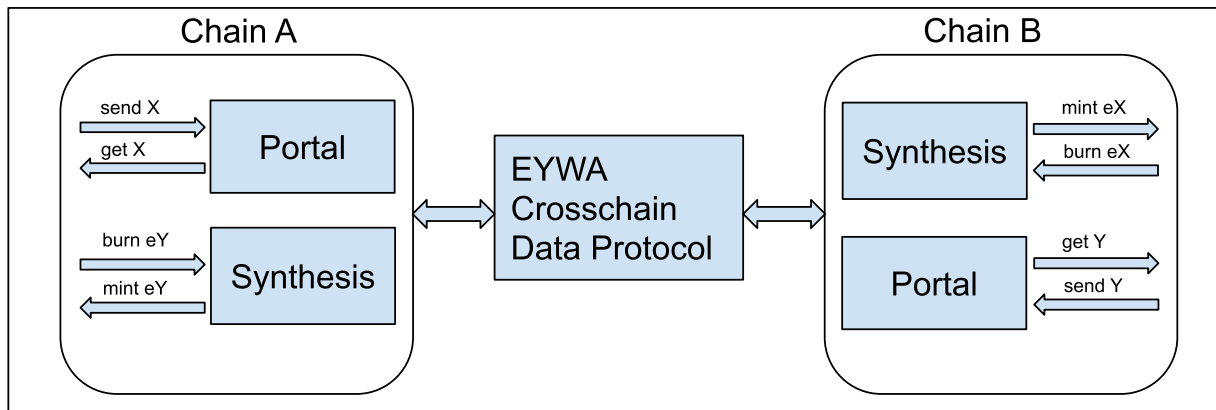 Chain A
send X
get X
Portal
burn eY
mint eY
Synthesis
EYWA
Crosschain
Data Protocol
Chain B
Synthesis
mint eX
burn eX
Portal
get Y
send Y